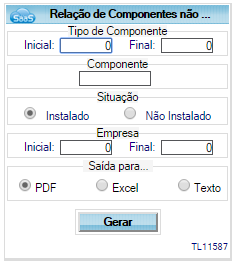 SaaS Relação de Componentes não ...
Tipo de Componente
Inicial: 0 Final: 0
Componente
Situação
Instalado Não Instalado
Empresa
Inicial: 0 Final: 0
Saída para...
PDF Excel Texto
Gerar
TL11587